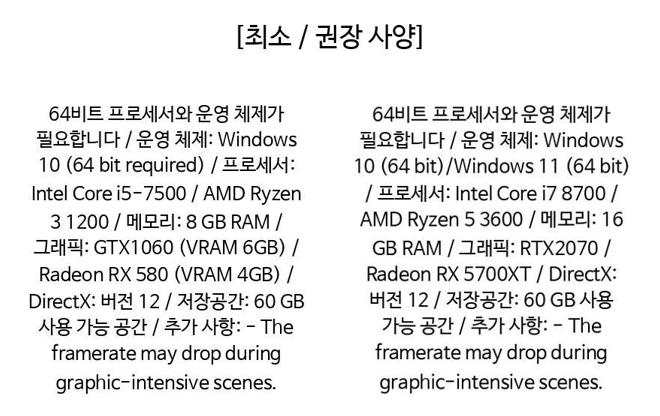 [최소 / 권장 사양]
64비트 프로세서와 운영 체제가
필요합니다 / 운영 체제: Windows
10 (64 bit required) / 프로세서:
Intel Core i5-7500 / AMD Ryzen
3 1200 / 메모리: 8 GB RAM /
그래픽: GTX1060 (VRAM 6GB) /
Radeon RX 580 (VRAM 4GB) /
DirectX: 버전 12 / 저장공간: 60 GB
사용 가능 공간 / 추가 사항: - The
framerate may drop during
graphic-intensive scenes.
64비트 프로세서와 운영 체제가
필요합니다 / 운영 체제: Windows
10 (64 bit)/Windows 11 (64 bit)
/ 프로세서: Intel Core i7 8700 /
AMD Ryzen 5 3600 / 메모리: 16
GB RAM / 그래픽: RTX2070 /
Radeon RX 5700XT / DirectX:
버전 12 / 저장공간: 60 GB 사용
가능 공간 / 추가 사항: - The
framerate may drop during
graphic-intensive scenes.